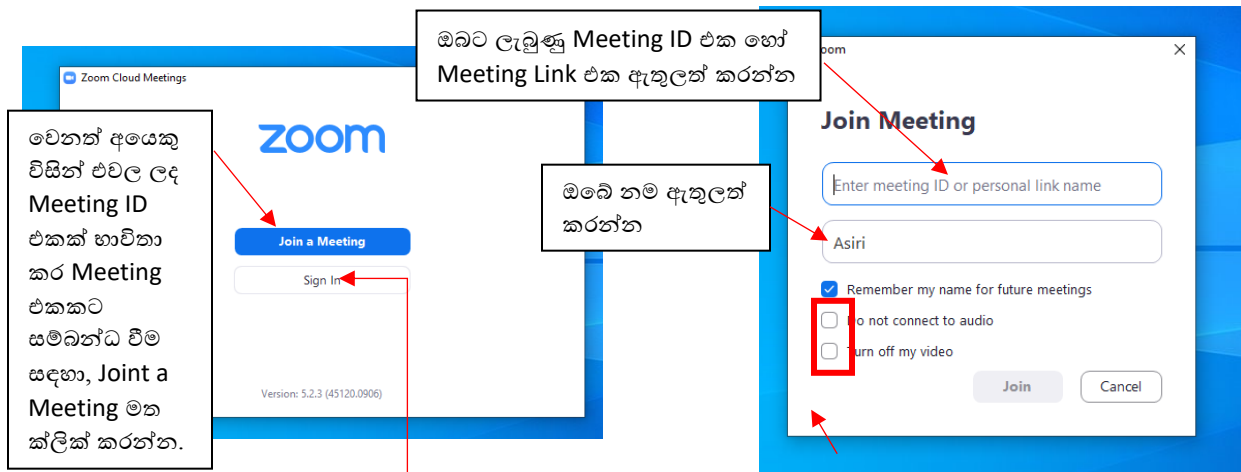 ඔබට ලැබුණු Meeting ID එක හෝ
Meeting Link එක ඇතුලත් කරන්න
Zoom Cloud Meetings
zoom
වෙනත් අයෙකු
විසින් එවල ලද
Meeting ID
එකක් භාවිතා
කර Meeting
එකකට
සම්බන්ධ වීම
සඳහා, Joint a
Meeting මත
ක්ලික් කරන්න.
Join a Meeting
Sign In
Version: 5.2.3 (45120.0906)
oom
Join Meeting
Enter meeting ID or personal link name
ඔබේ නම ඇතුලත්
කරන්න
Asiri
Remember my name for future meetings
Do not connect to audio
Turn off my video
Join
Cancel